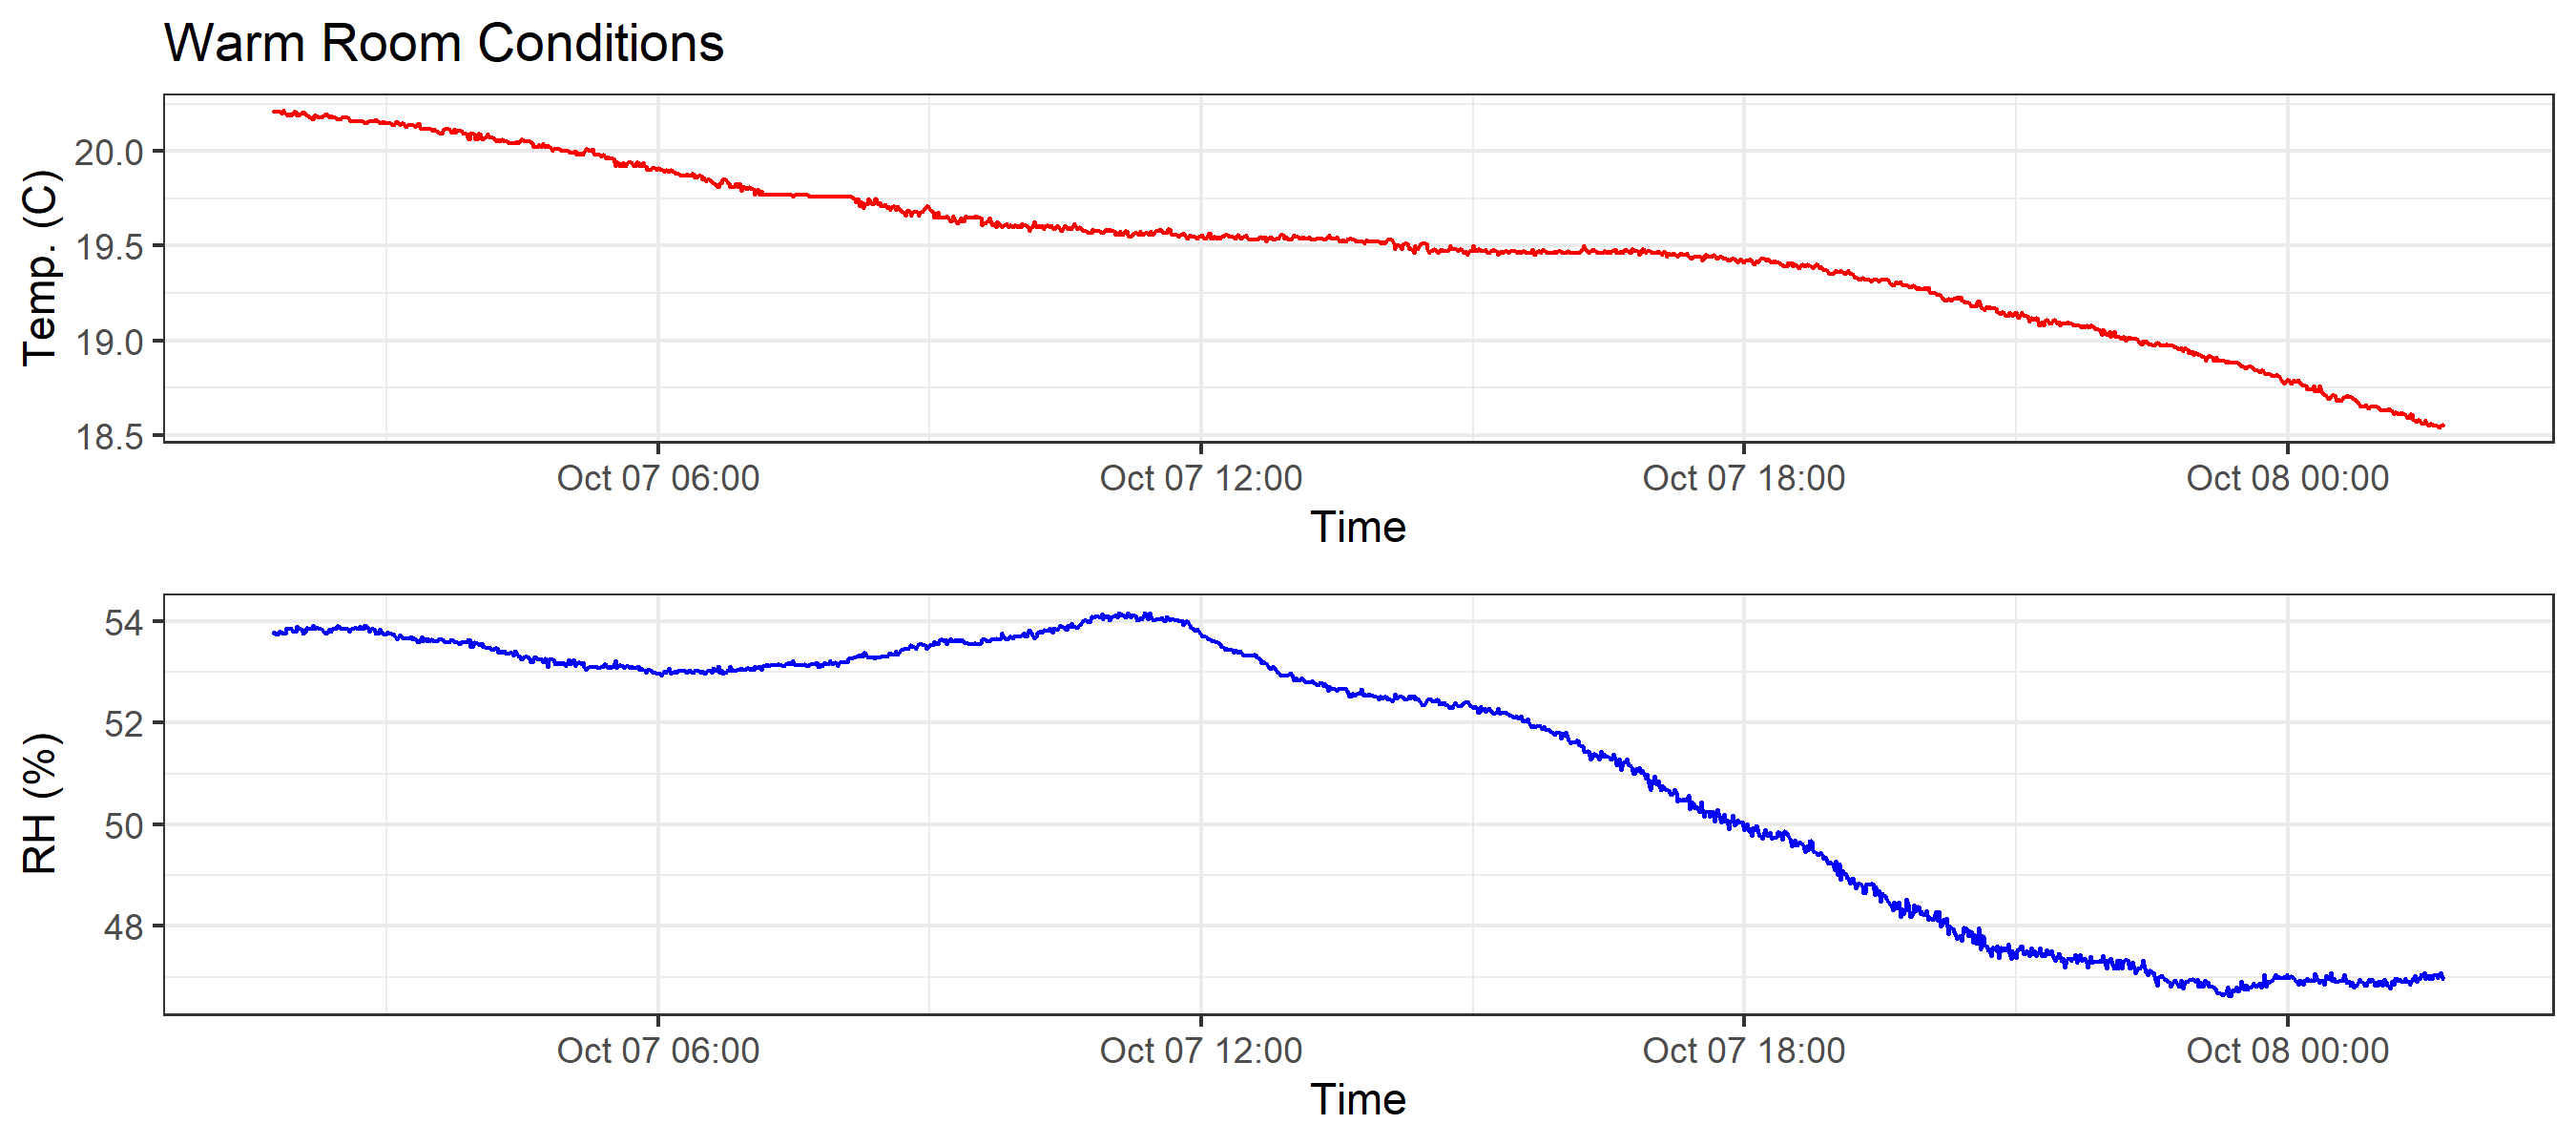 Warm Room Conditions
Temp. (C)
20.0
19.5
19.0
18.5
Oct 07 06:00 Oct 07 12:00 Oct 07 18:00 Oct 08 00:00
Time
RH (%)
54
52
50
48
Oct 07 06:00 Oct 07 12:00 Oct 07 18:00 Oct 08 00:00
Time